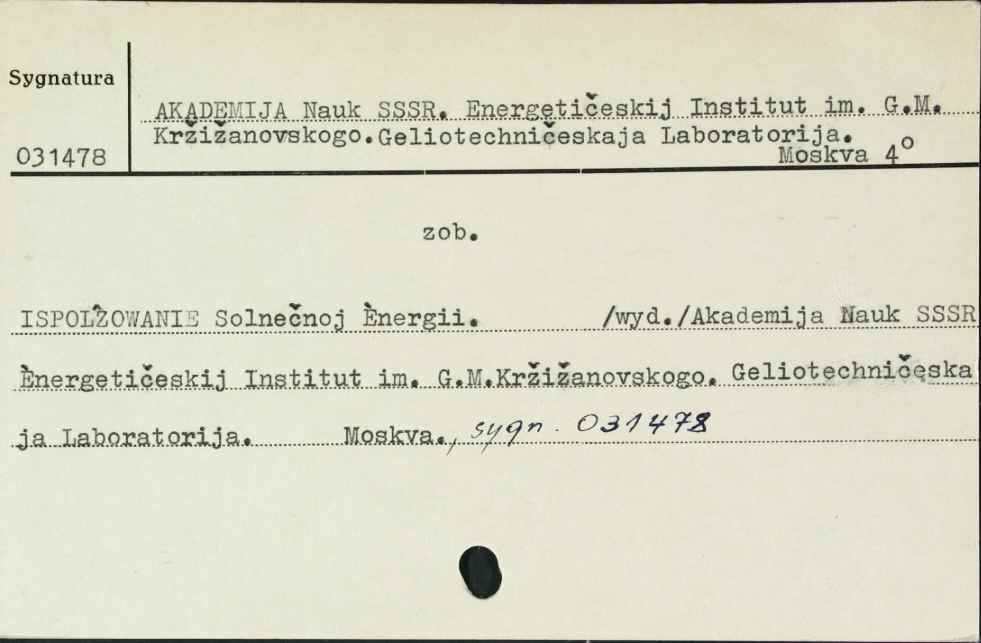 Sygnatura
AKADEMIJA Nauk SSSR. Energetičeskij Institut im. G.M.
Kržižanovskogo. Geliotechničeskaja Laboratorija.
031478
Moskva 4°
zob.
ISPOLŽOWANIE Solnečnoj Ènergii. /wyd./Akademija Nauk SSSR
Ènergetičeskij Institut im. G.M.Kržižanovskogo. Geliotechničeska
ja Laboratorija. Moskva., sygn. 031478